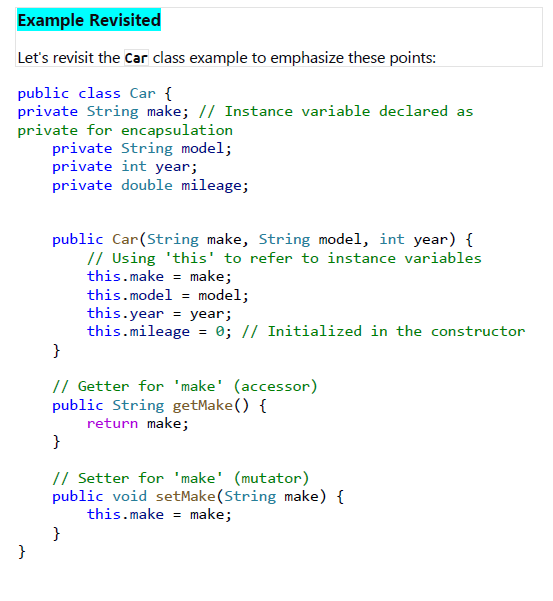 Example Revisited
Let's revisit the Car class example to emphasize these points:
public class Car {
private String make; // Instance variable declared as
private for encapsulation
    private String model;
    private int year;
    private double mileage;
    public Car(String make, String model, int year) {
        // Using 'this' to refer to instance variables
        this.make = make;
        this.model = model;
        this.year = year;
        this.mileage = 0; // Initialized in the constructor
    }
    // Getter for 'make' (accessor)
    public String getMake() {
        return make;
    }
    // Setter for 'make' (mutator)
    public void setMake(String make) {
        this.make = make;
    }
}